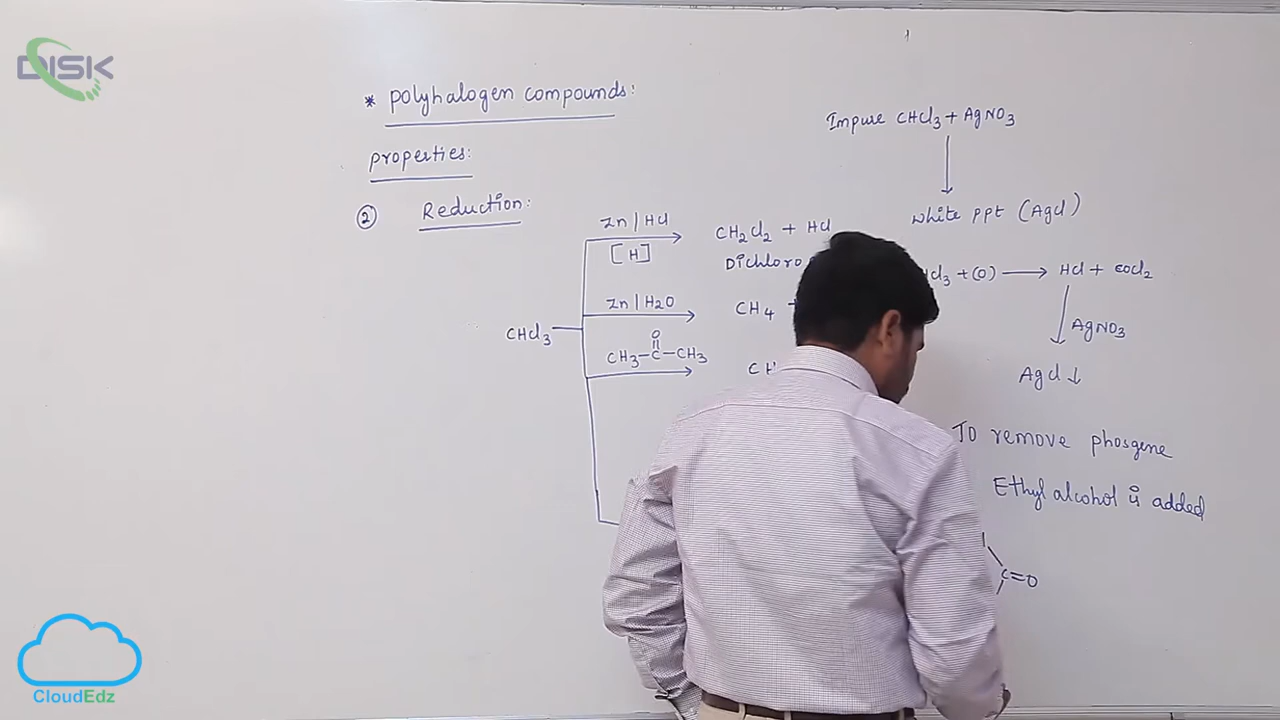 DISK
* Polyhalogen compounds:
properties:
② Reduction:
CHCl3
Zn | HCl
[H]
CH2Cl2 + HCl
Dichloro
Zn | H2O
CH4 +
O
CH3-C-CH3
Impure CHCl3 + AgNO3
White ppt (AgCl)
Cl3 + (O) → HCl + COCl2
AgNO3
AgCl ↓
To remove phosgene
Ethyl alcohol is added
C=O
CloudEdz